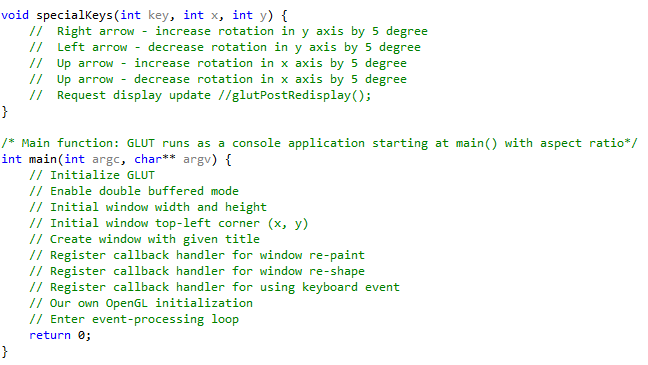 void specialKeys(int key, int x, int y) {
    //  Right arrow - increase rotation in y axis by 5 degree
    //  Left arrow - decrease rotation in y axis by 5 degree
    //  Up arrow - increase rotation in x axis by 5 degree
    //  Up arrow - decrease rotation in x axis by 5 degree
    //  Request display update //glutPostRedisplay();
}

/* Main function: GLUT runs as a console application starting at main() with aspect ratio*/
int main(int argc, char** argv) {
    // Initialize GLUT
    // Enable double buffered mode
    // Initial window width and height
    // Initial window top-left corner (x, y)
    // Create window with given title
    // Register callback handler for window re-paint
    // Register callback handler for window re-shape
    // Register callback handler for using keyboard event
    // Our own OpenGL initialization
    // Enter event-processing loop
    return 0;
}